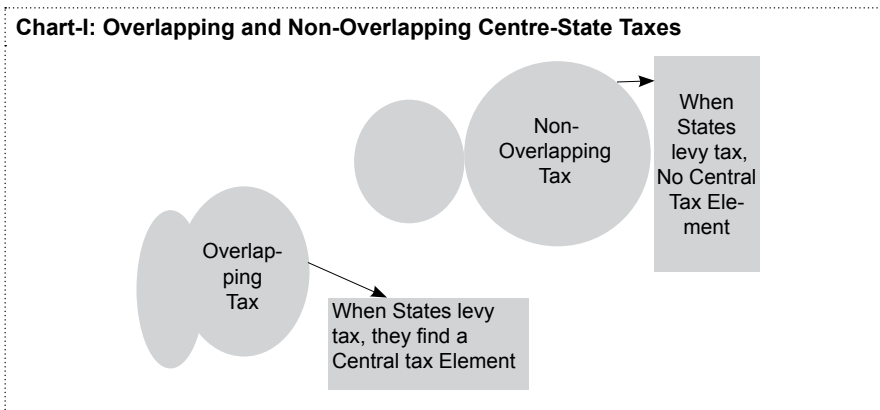 Chart-I: Overlapping and Non-Overlapping Centre-State Taxes
Non-
Overlapping
Tax
When
States
levy tax,
No Central
Tax Ele-
ment
Overlap-
ping
Tax
When States levy
tax, they find a
Central tax Element